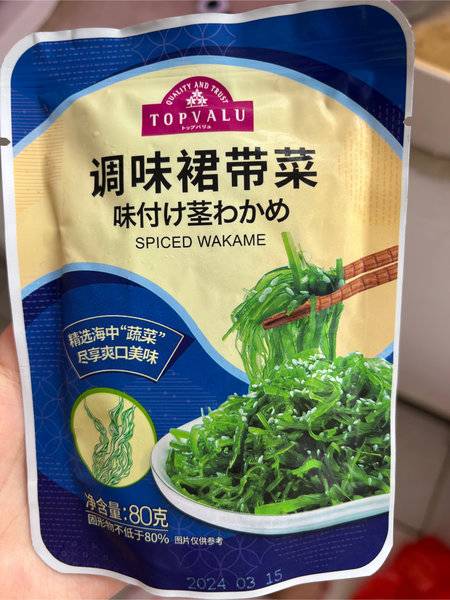 QUALITY AND TRUST
TOPVALU
トップバリュ
调味裙带菜
味付け茎わかめ
SPICED WAKAME
精选海中“蔬菜”
尽享爽口美味
净含量:80克
固形物不低于80% 图片仅供参考
2024 03 15